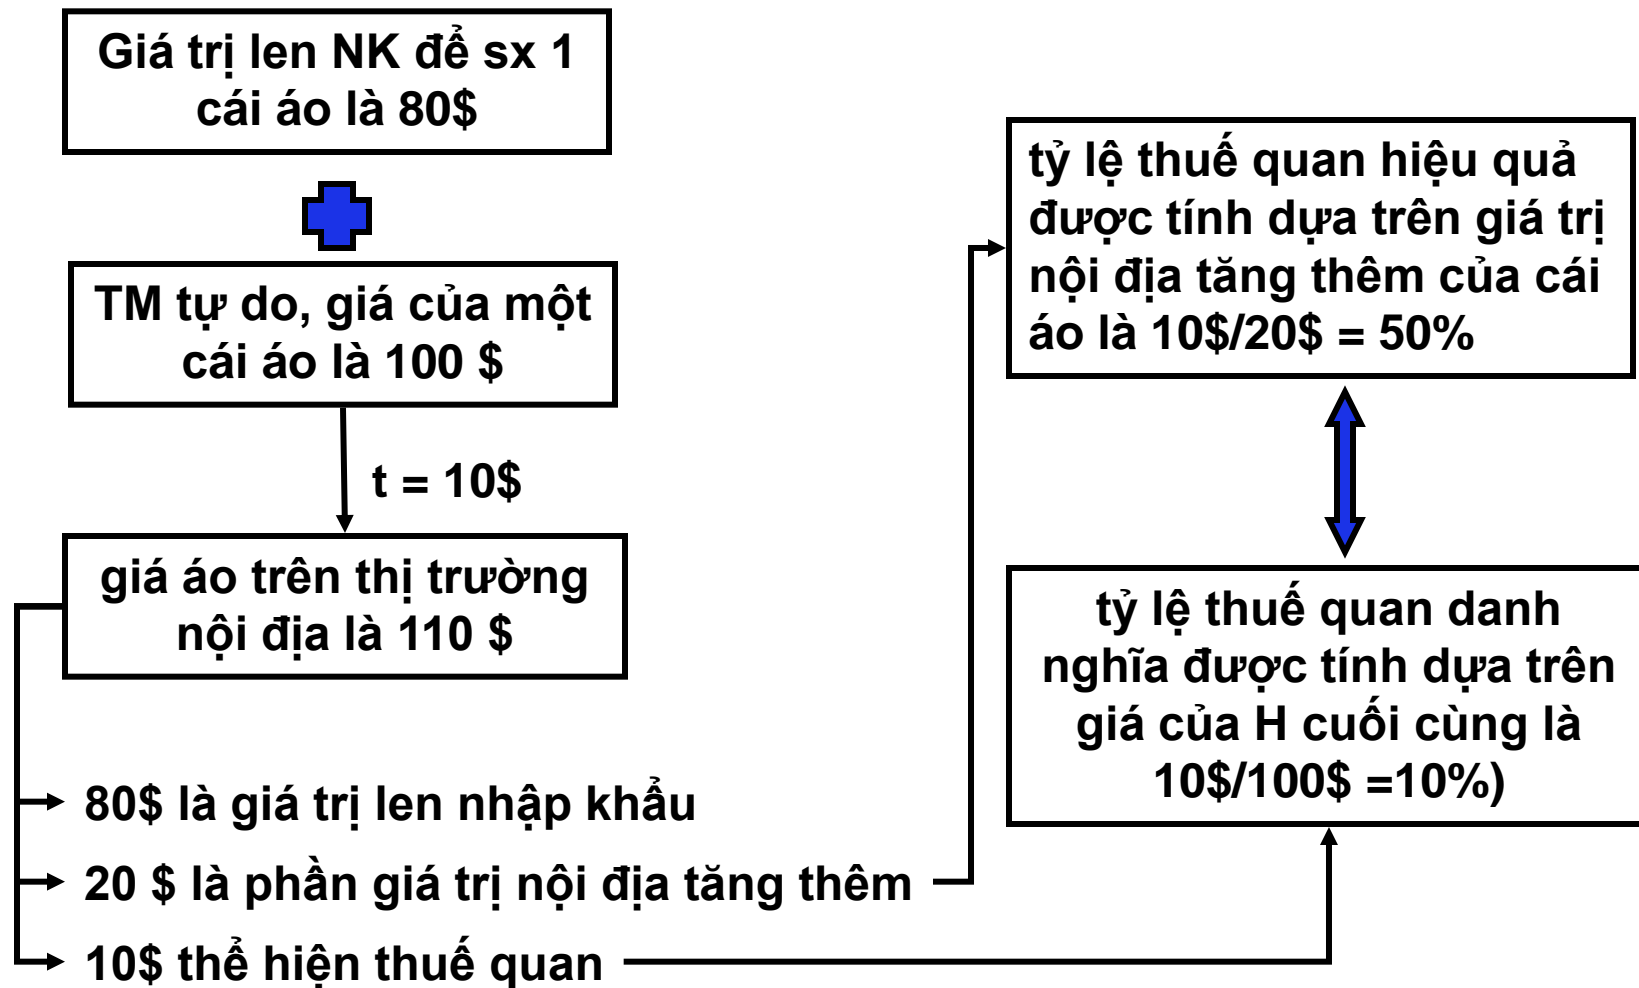 Giá trị len NK để sx 1
cái áo là 80$
TM tự do, giá của một
cái áo là 100 $
t = 10$
giá áo trên thị trường
nội địa là 110 $
80$ là giá trị len nhập khẩu
20 $ là phần giá trị nội địa tăng thêm
10$ thể hiện thuế quan
tỷ lệ thuế quan hiệu quả
được tính dựa trên giá trị
nội địa tăng thêm của cái
áo là 10$/20$ = 50%
tỷ lệ thuế quan danh
nghĩa được tính dựa trên
giá của H cuối cùng là
10$/100$ =10%)